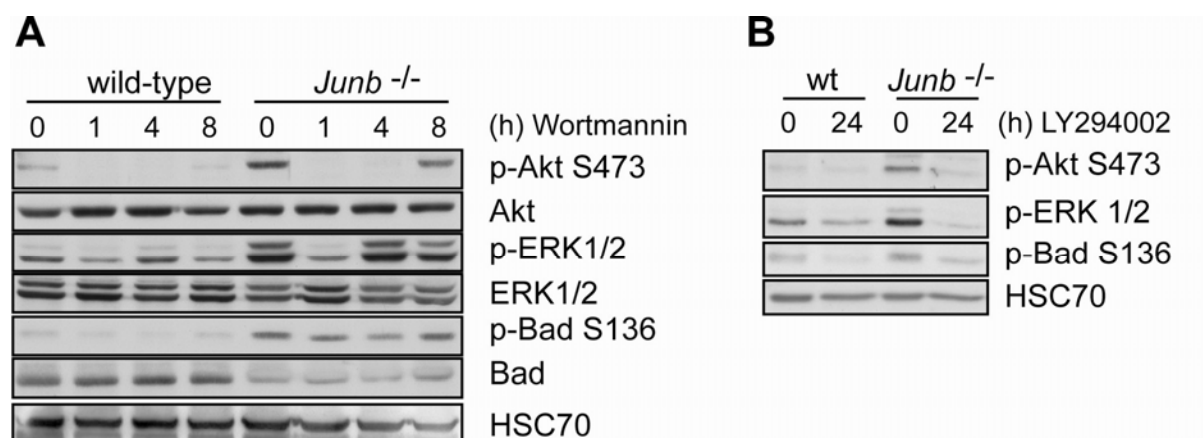 A
wild-type Junb -/-
0 1 4 8 0 1 4 8 (h) Wortmannin
p-Akt S473
Akt
p-ERK1/2
ERK1/2
p-Bad S136
Bad
HSC70
B
wt Junb -/-
0 24 0 24 (h) LY294002
p-Akt S473
p-ERK 1/2
p-Bad S136
HSC70